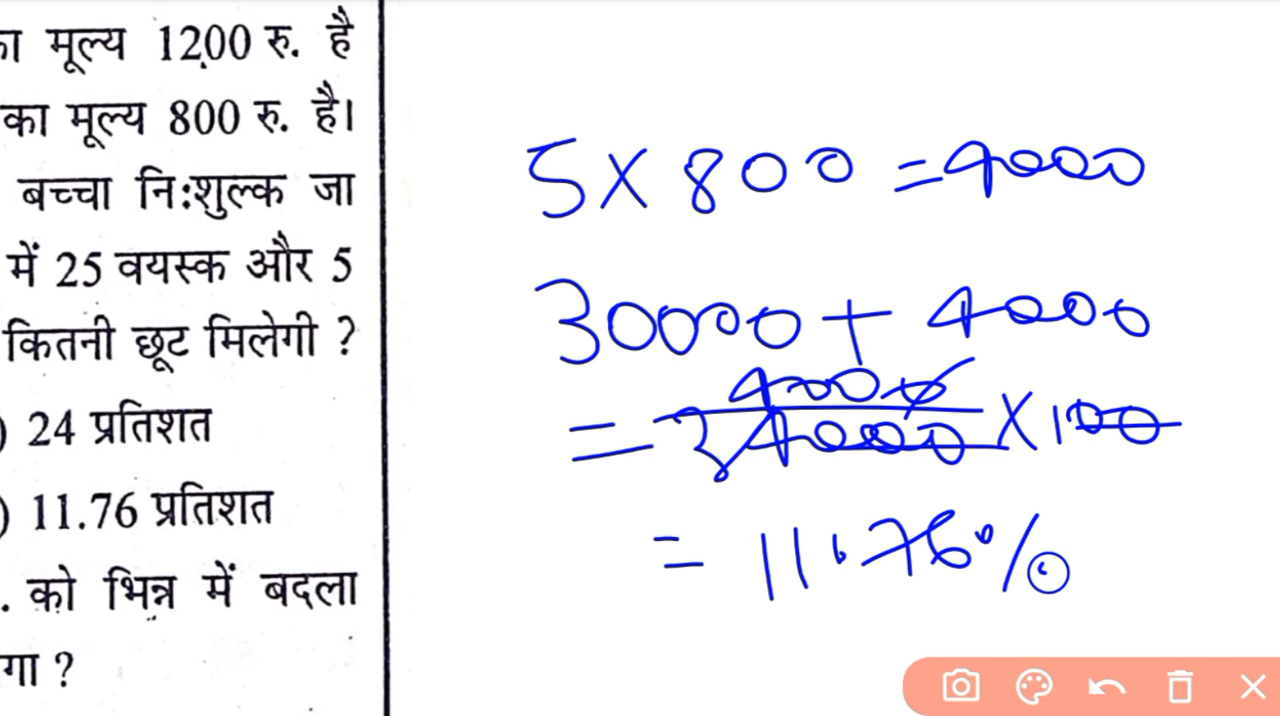 का मूल्य 1200 रु. है
का मूल्य 800 रु. है।
बच्चा नि:शुल्क जा
में 25 वयस्क और 5
कितनी छूट मिलेगी ?
) 24 प्रतिशत
) 11.76 प्रतिशत
. को भिन्न में बदला
गा ?
5 × 800 = 4000
30000 + 4000
= 4000/34000 × 100
= 11.76%